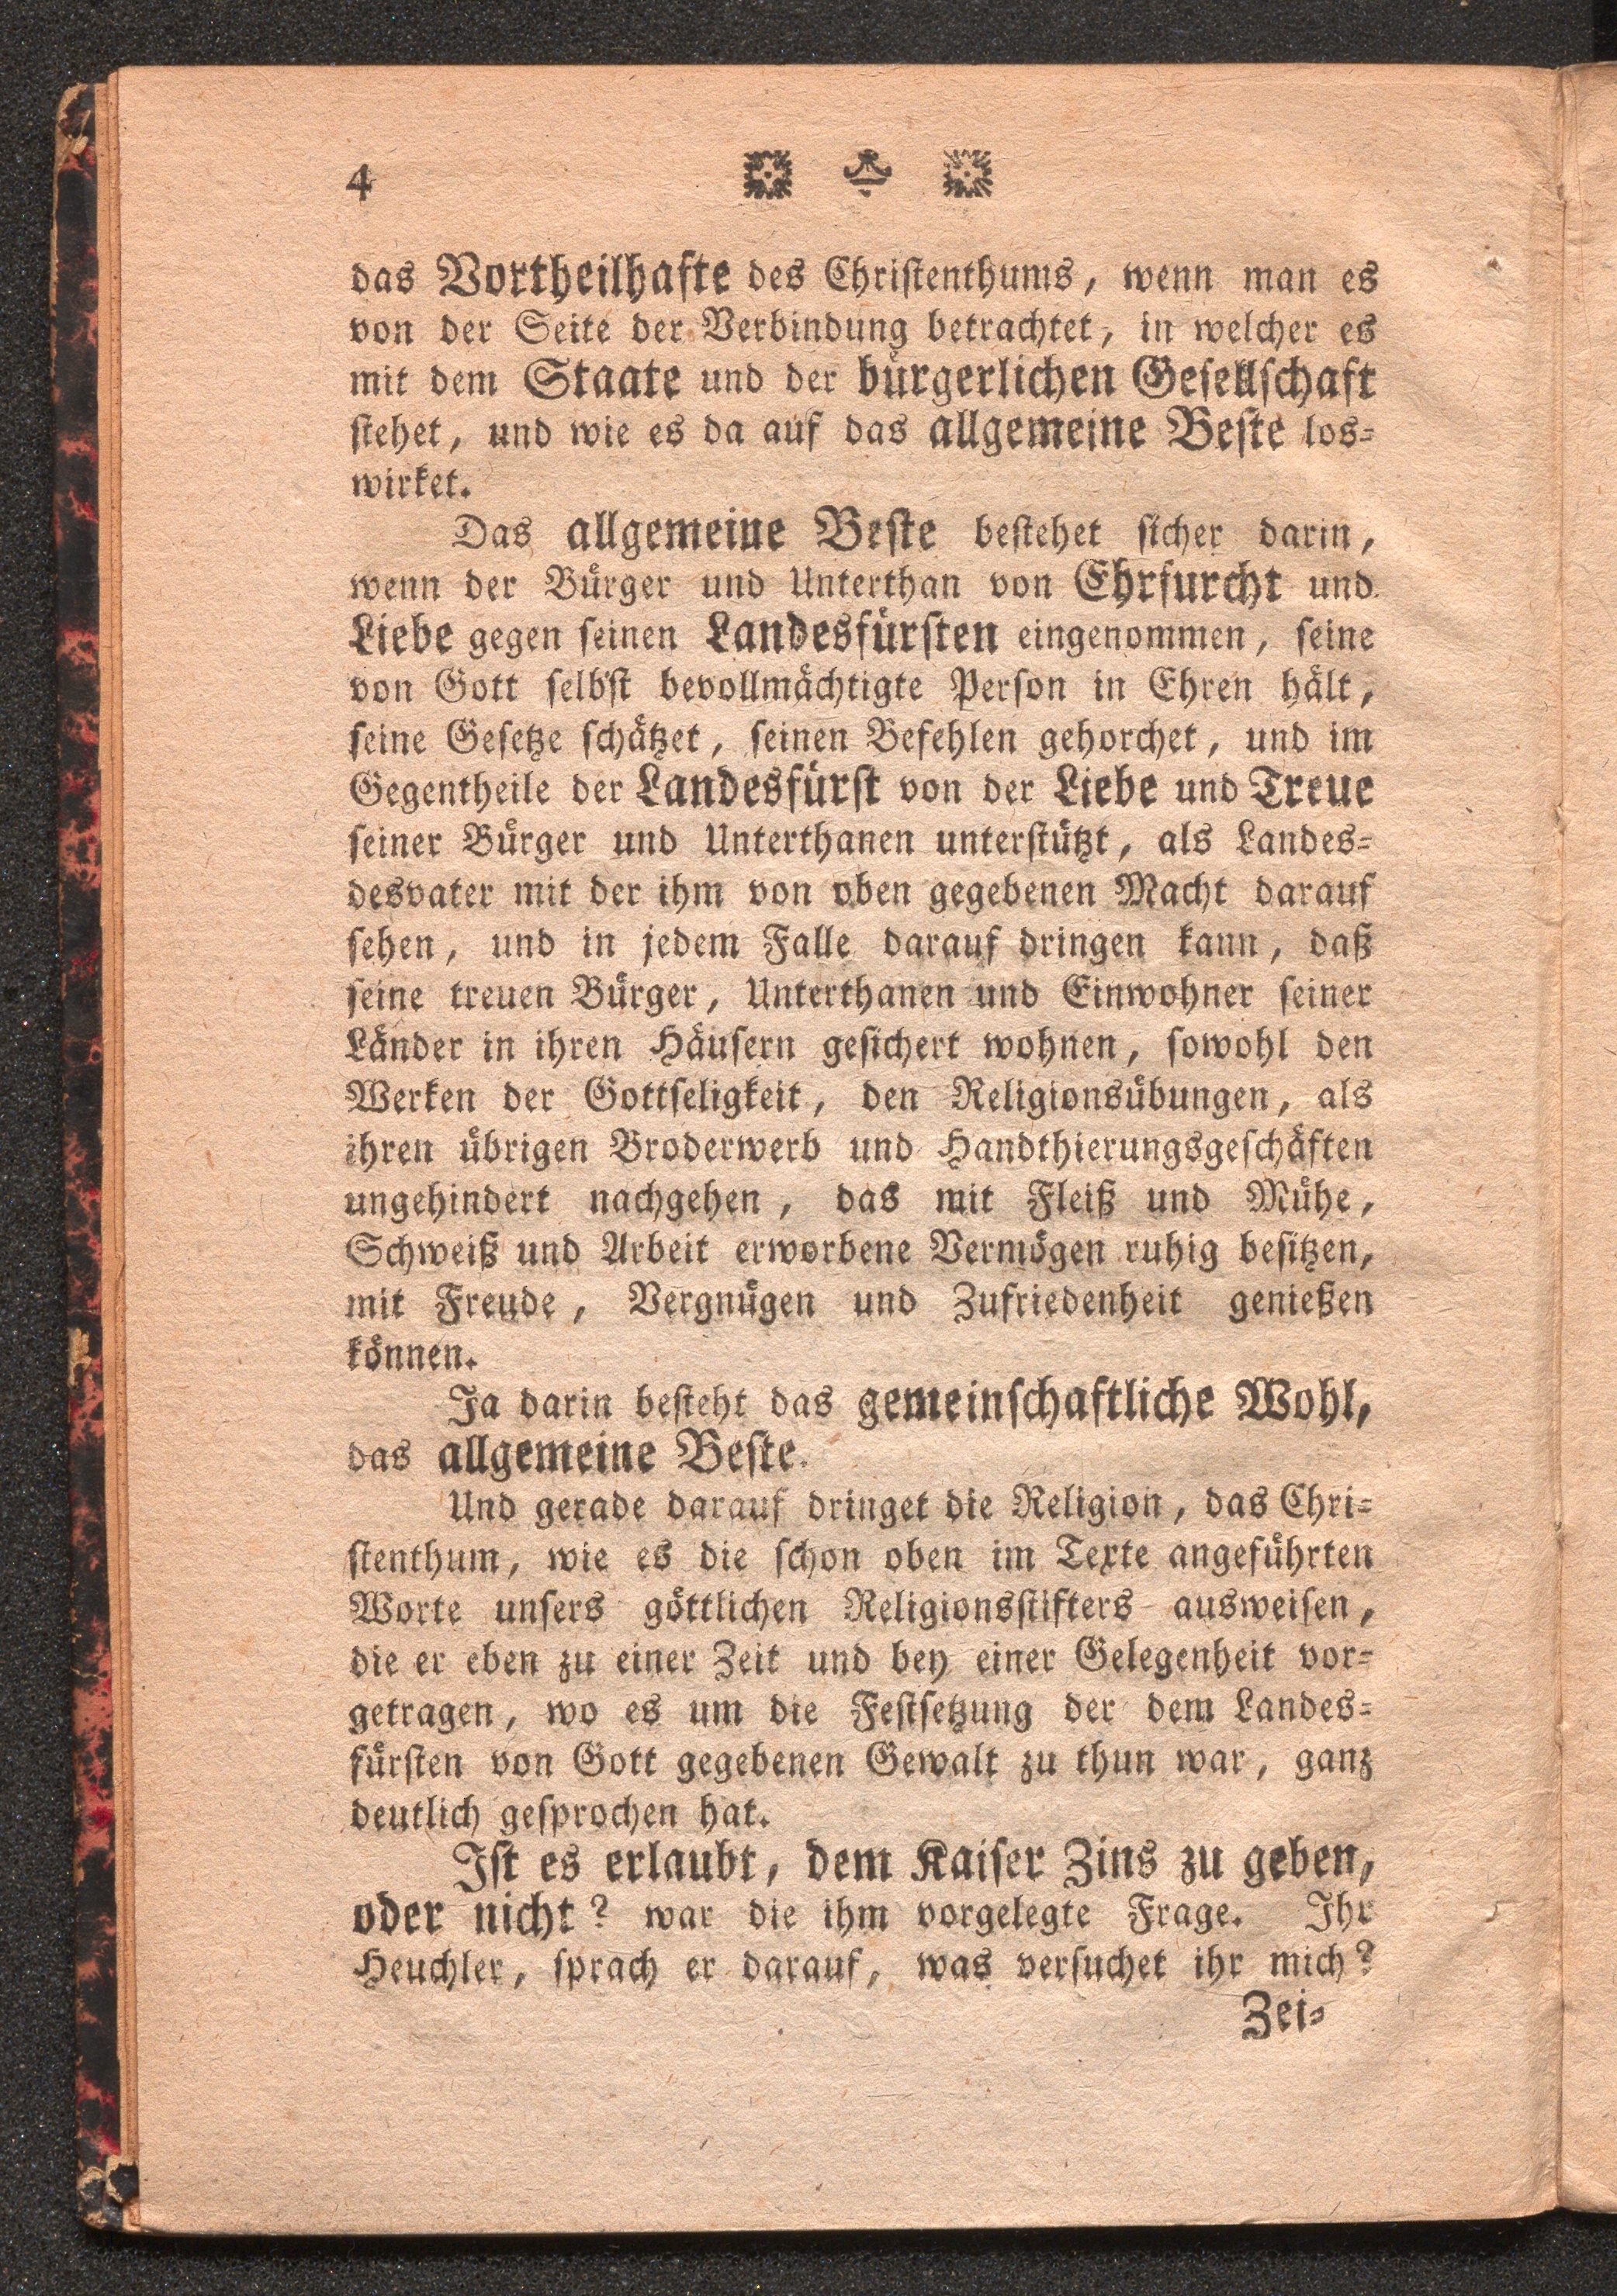 4
das Vortheilhafte des Christenthums, wenn man es
von der Seite der Verbindung betrachtet, in welcher es
mit dem Staate und der bürgerlichen Gesellschaft
stehet, und wie es da auf das allgemeine Beste los-
wirket.
Das allgemeine Beste bestehet sicher darin,
wenn der Bürger und Unterthan von Ehrfurcht und
Liebe gegen seinen Landesfürsten eingenommen, seine
von Gott selbst bevollmächtigte Person in Ehren hält,
seine Gesetze schätzet, seinen Befehlen gehorchet, und im
Gegentheile der Landesfürst von der Liebe und Treue
seiner Bürger und Unterthanen unterstützt, als Landes-
desvater mit der ihm von oben gegebenen Macht darauf
sehen, und in jedem Falle darauf dringen kann, daß
seine treuen Bürger, Unterthanen und Einwohner seiner
Länder in ihren Häusern gesichert wohnen, sowohl den
Werken der Gottseligkeit, den Religionsübungen, als
ihren übrigen Broderwerb und Handthierungsgeschäften
ungehindert nachgehen, das mit Fleiß und Mühe,
Schweiß und Arbeit erworbene Vermögen ruhig besitzen,
mit Freude, Vergnügen und Zufriedenheit genießen
können.
Ja darin besteht das gemeinschaftliche Wohl,
das allgemeine Beste.
Und gerade darauf dringet die Religion, das Chri-
stenthum, wie es die schon oben im Texte angeführten
Worte unsers göttlichen Religionsstifters ausweisen,
die er eben zu einer Zeit und bey einer Gelegenheit vor-
getragen, wo es um die Festsetzung der dem Landes-
fürsten von Gott gegebenen Gewalt zu thun war, ganz
deutlich gesprochen hat.
Ist es erlaubt, dem Kaiser Zins zu geben,
oder nicht? war die ihm vorgelegte Frage. Ihr
Heuchler, sprach er darauf, was versuchet ihr mich?
Zei-